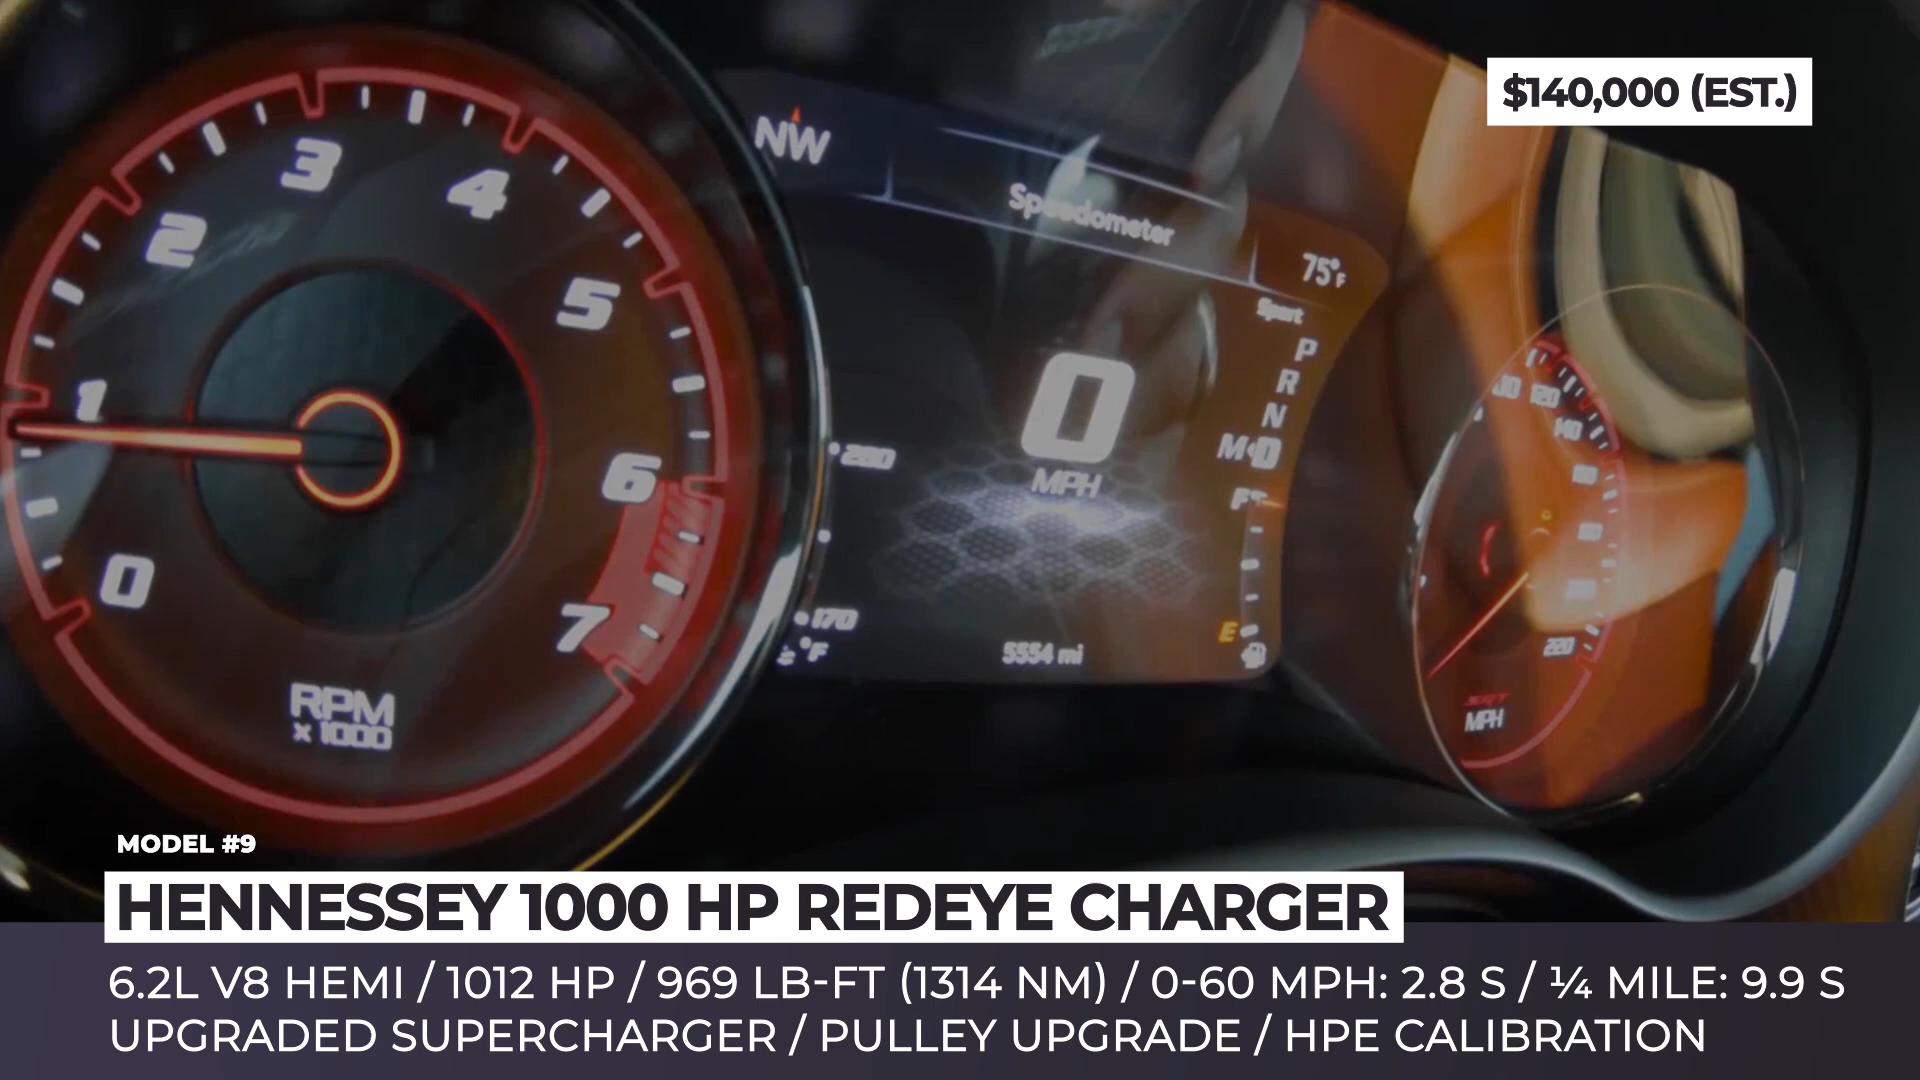 $140,000 (EST.)
NW
Speedometer
75°F
Sport
P
R
N
M D
F
E
0
MPH
280
170
°F
5554 mi
0
1
2
3
4
5
6
7
RPM
x 1000
120
140
220
SRT
MPH
MODEL #9
HENNESSEY 1000 HP REDEYE CHARGER
6.2L V8 HEMI / 1012 HP / 969 LB-FT (1314 NM) / 0-60 MPH: 2.8 S / ¼ MILE: 9.9 S
UPGRADED SUPERCHARGER / PULLEY UPGRADE / HPE CALIBRATION